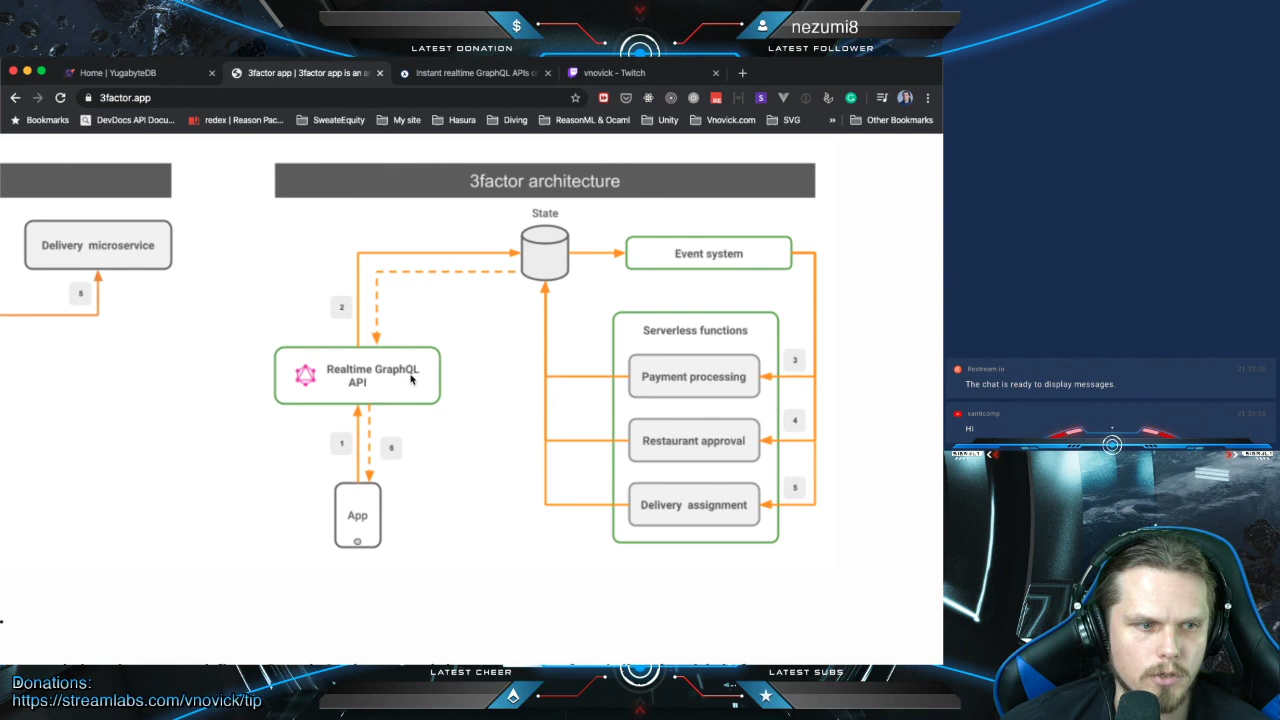 $
nezumi8
LATEST DONATION
LATEST FOLLOWER
Home | YugabyteDB
3factor app | 3factor app is an a
Instant realtime GraphQL APIs o
vnovick - Twitch
3factor.app
Bookmarks
DevDocs API Docu...
redex | Reason Pac...
SweateEquity
My site
Hasura
Diving
ReasonML & Ocaml
Unity
Vnovick.com
SVG
Other Bookmarks
3factor architecture
State
Delivery microservice
Event system
5
2
Serverless functions
Realtime GraphQL
API
Payment processing
3
Restaurant approval
4
1
6
Delivery assignment
5
App
Restream.io
21:22:56
The chat is ready to display messages.
santicomp
Hi
LATEST CHEER
LATEST SUBS
Donations:
https://streamlabs.com/vnovick/tip